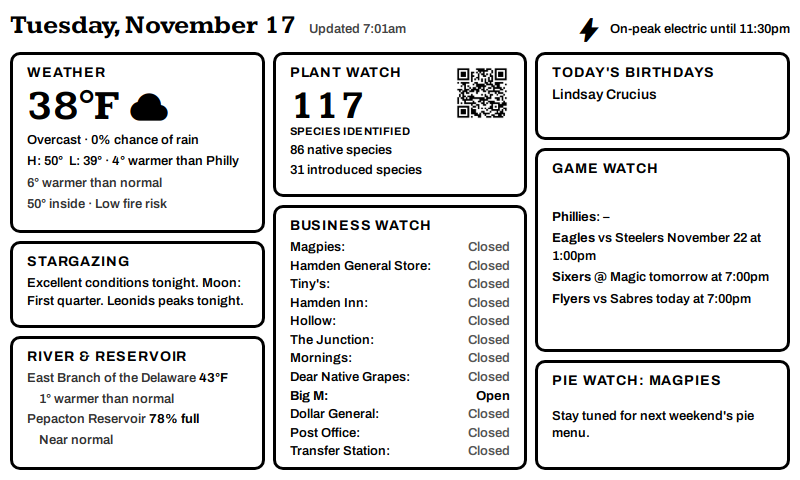 Tuesday, November 17 Updated 7:01am
On-peak electric until 11:30pm
WEATHER
38°F
Overcast · 0% chance of rain
H: 50° L: 39° · 4° warmer than Philly
6° warmer than normal
50° inside · Low fire risk
STARGAZING
Excellent conditions tonight. Moon:
First quarter. Leonids peaks tonight.
RIVER & RESERVOIR
East Branch of the Delaware 43°F
1° warmer than normal
Pepacton Reservoir 78% full
Near normal
PLANT WATCH
117
SPECIES IDENTIFIED
86 native species
31 introduced species
BUSINESS WATCH
Magpies: Closed
Hamden General Store: Closed
Tiny's: Closed
Hamden Inn: Closed
Hollow: Closed
The Junction: Closed
Mornings: Closed
Dear Native Grapes: Closed
Big M: Open
Dollar General: Closed
Post Office: Closed
Transfer Station: Closed
TODAY'S BIRTHDAYS
Lindsay Crucius
GAME WATCH
Phillies: –
Eagles vs Steelers November 22 at
1:00pm
Sixers @ Magic tomorrow at 7:00pm
Flyers vs Sabres today at 7:00pm
PIE WATCH: MAGPIES
Stay tuned for next weekend's pie
menu.